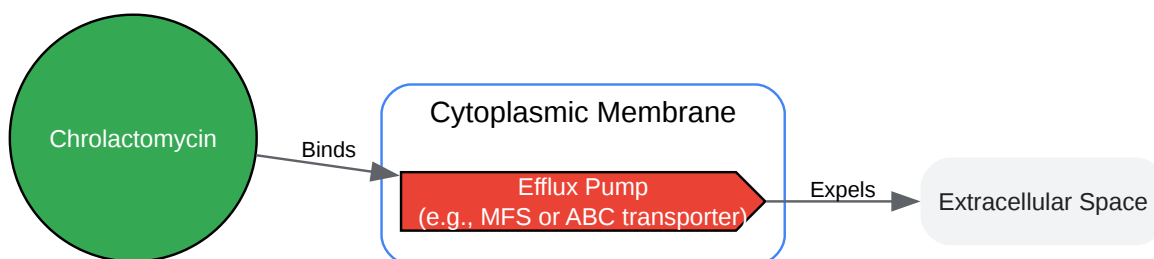 Cytoplasmic Membrane
Chrolactomycin
Binds
Efflux Pump
(e.g., MFS or ABC transporter)
Expels
Extracellular Space